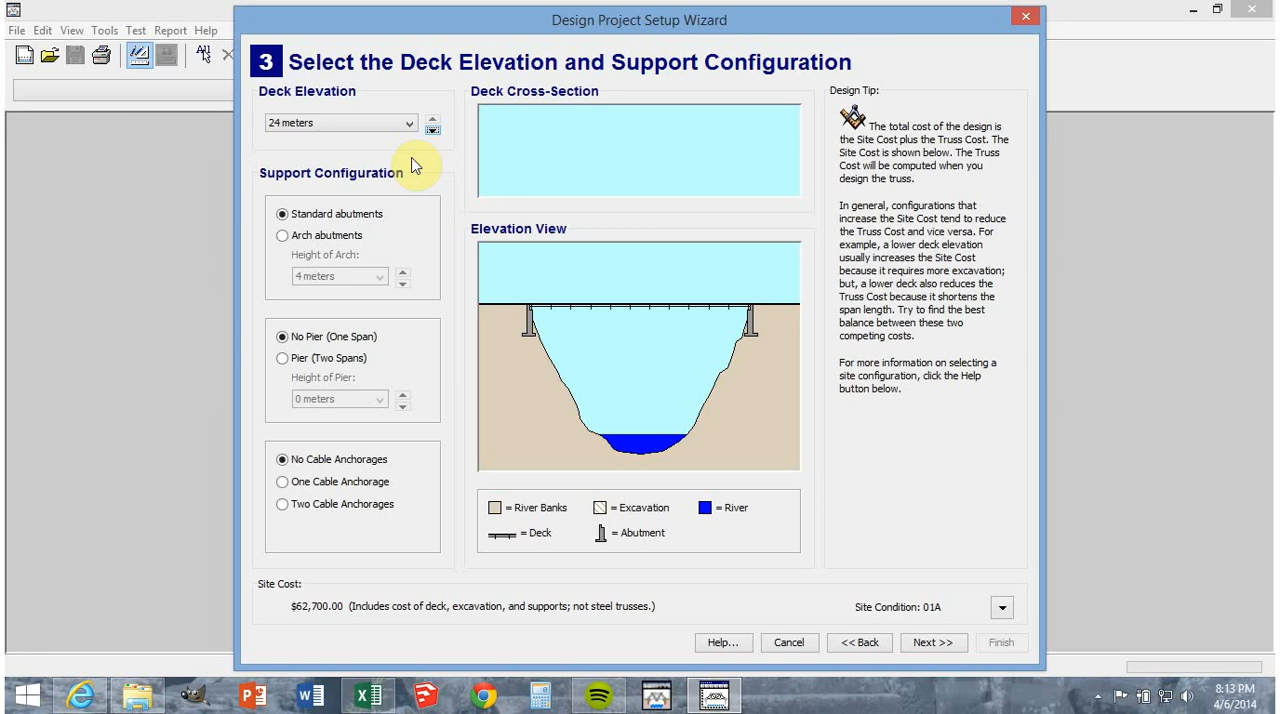 Design Project Setup Wizard
File Edit View Tools Test Report Help
3 Select the Deck Elevation and Support Configuration
Deck Elevation
24 meters
Support Configuration
Standard abutments
Arch abutments
Height of Arch:
4 meters
No Pier (One Span)
Pier (Two Spans)
Height of Pier:
0 meters
No Cable Anchorages
One Cable Anchorage
Two Cable Anchorages
Deck Cross-Section
Elevation View
= River Banks = Excavation = River
= Deck = Abutment
Design Tip:
The total cost of the design is
the Site Cost plus the Truss Cost. The
Site Cost is shown below. The Truss
Cost will be computed when you
design the truss.
In general, configurations that
increase the Site Cost tend to reduce
the Truss Cost and vice versa. For
example, a lower deck elevation
usually increases the Site Cost
because it requires more excavation;
but, a lower deck also reduces the
Truss Cost because it shortens the
span length. Try to find the best
balance between these two
competing costs.
For more information on selecting a
site configuration, click the Help
button below.
Site Cost:
$62,700.00 (Includes cost of deck, excavation, and supports; not steel trusses.)
Site Condition: 01A
Help... Cancel << Back Next >> Finish
8:13 PM
4/6/2014